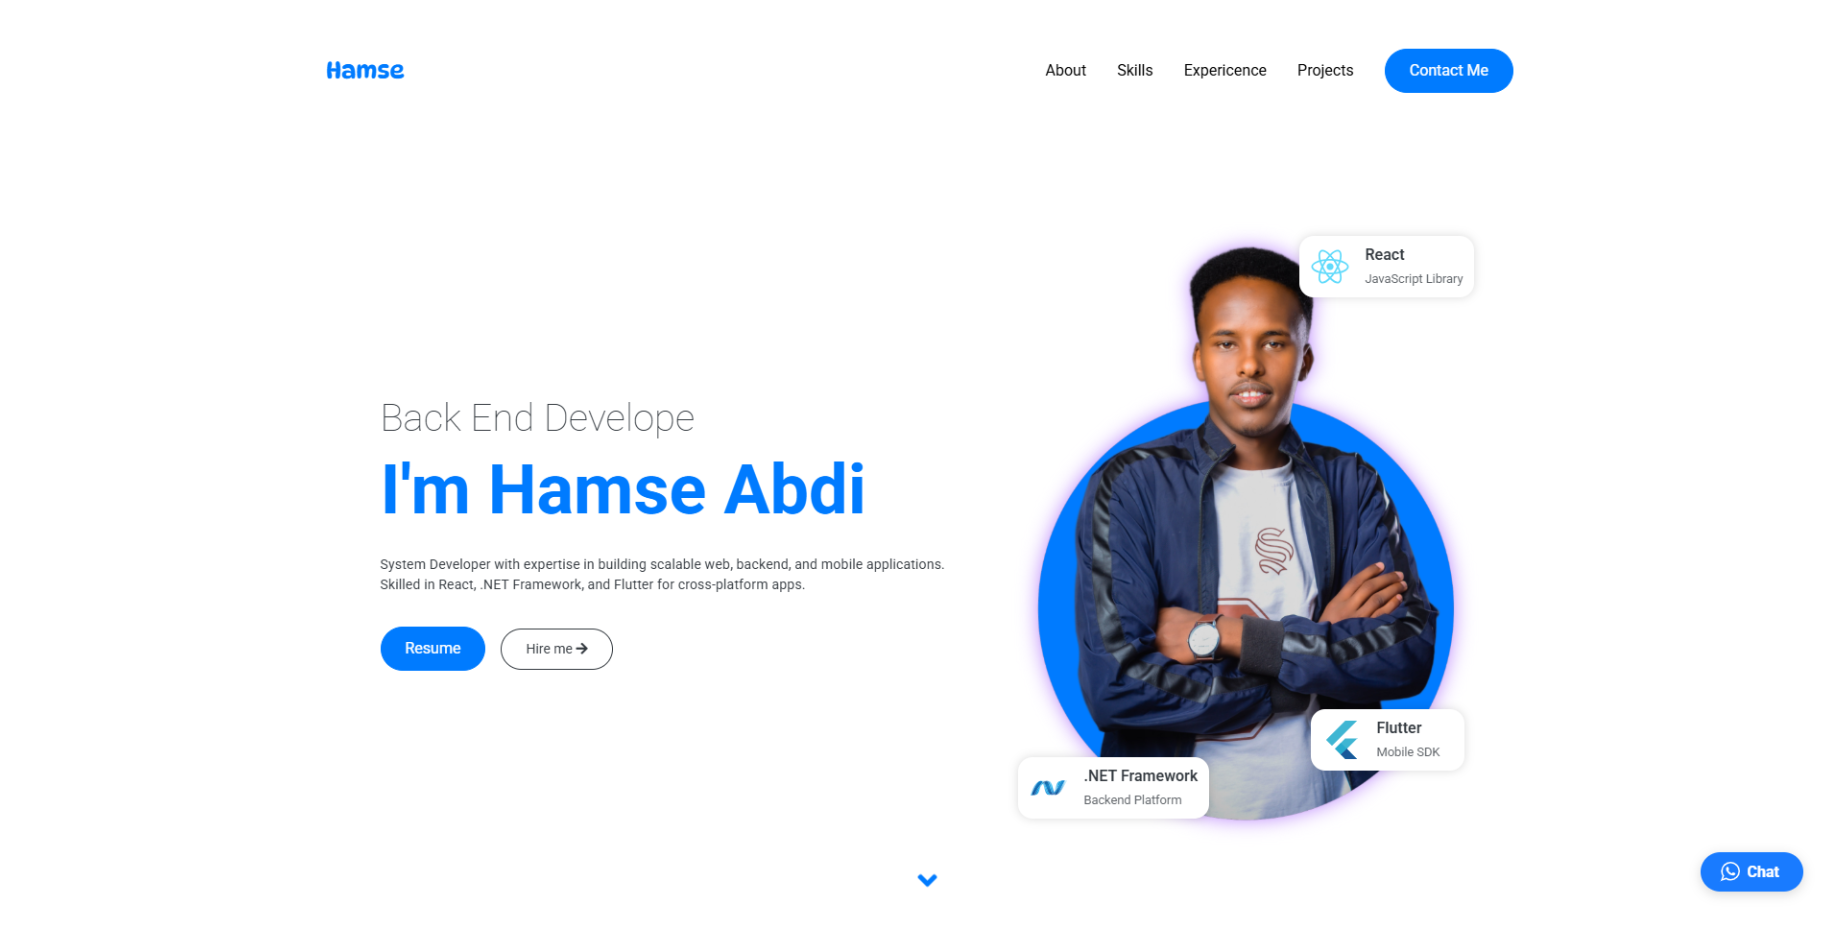 Hamse
About Skills Expericence Projects Contact Me
React
JavaScript Library
Back End Develope
I'm Hamse Abdi
System Developer with expertise in building scalable web, backend, and mobile applications.
Skilled in React, .NET Framework, and Flutter for cross-platform apps.
Resume Hire me
Flutter
Mobile SDK
.NET Framework
Backend Platform
Chat